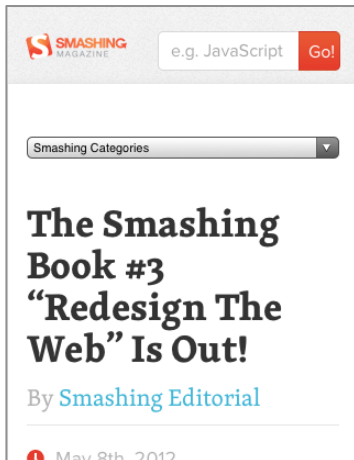 SMASHING
MAGAZINE
e.g. JavaScript
Go!
Smashing Categories
The Smashing
Book #3
“Redesign The
Web” Is Out!
By Smashing Editorial
May 8th, 2012